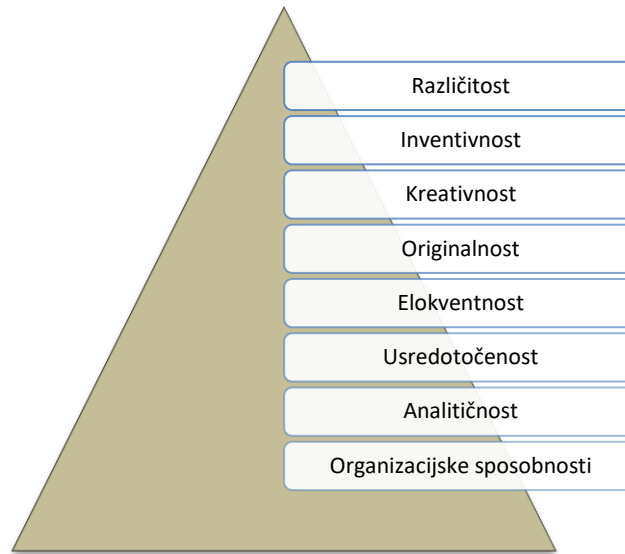 Različitost
Inventivnost
Kreativnost
Originalnost
Elokventnost
Usredotočenost
Analitičnost
Organizacijske sposobnosti